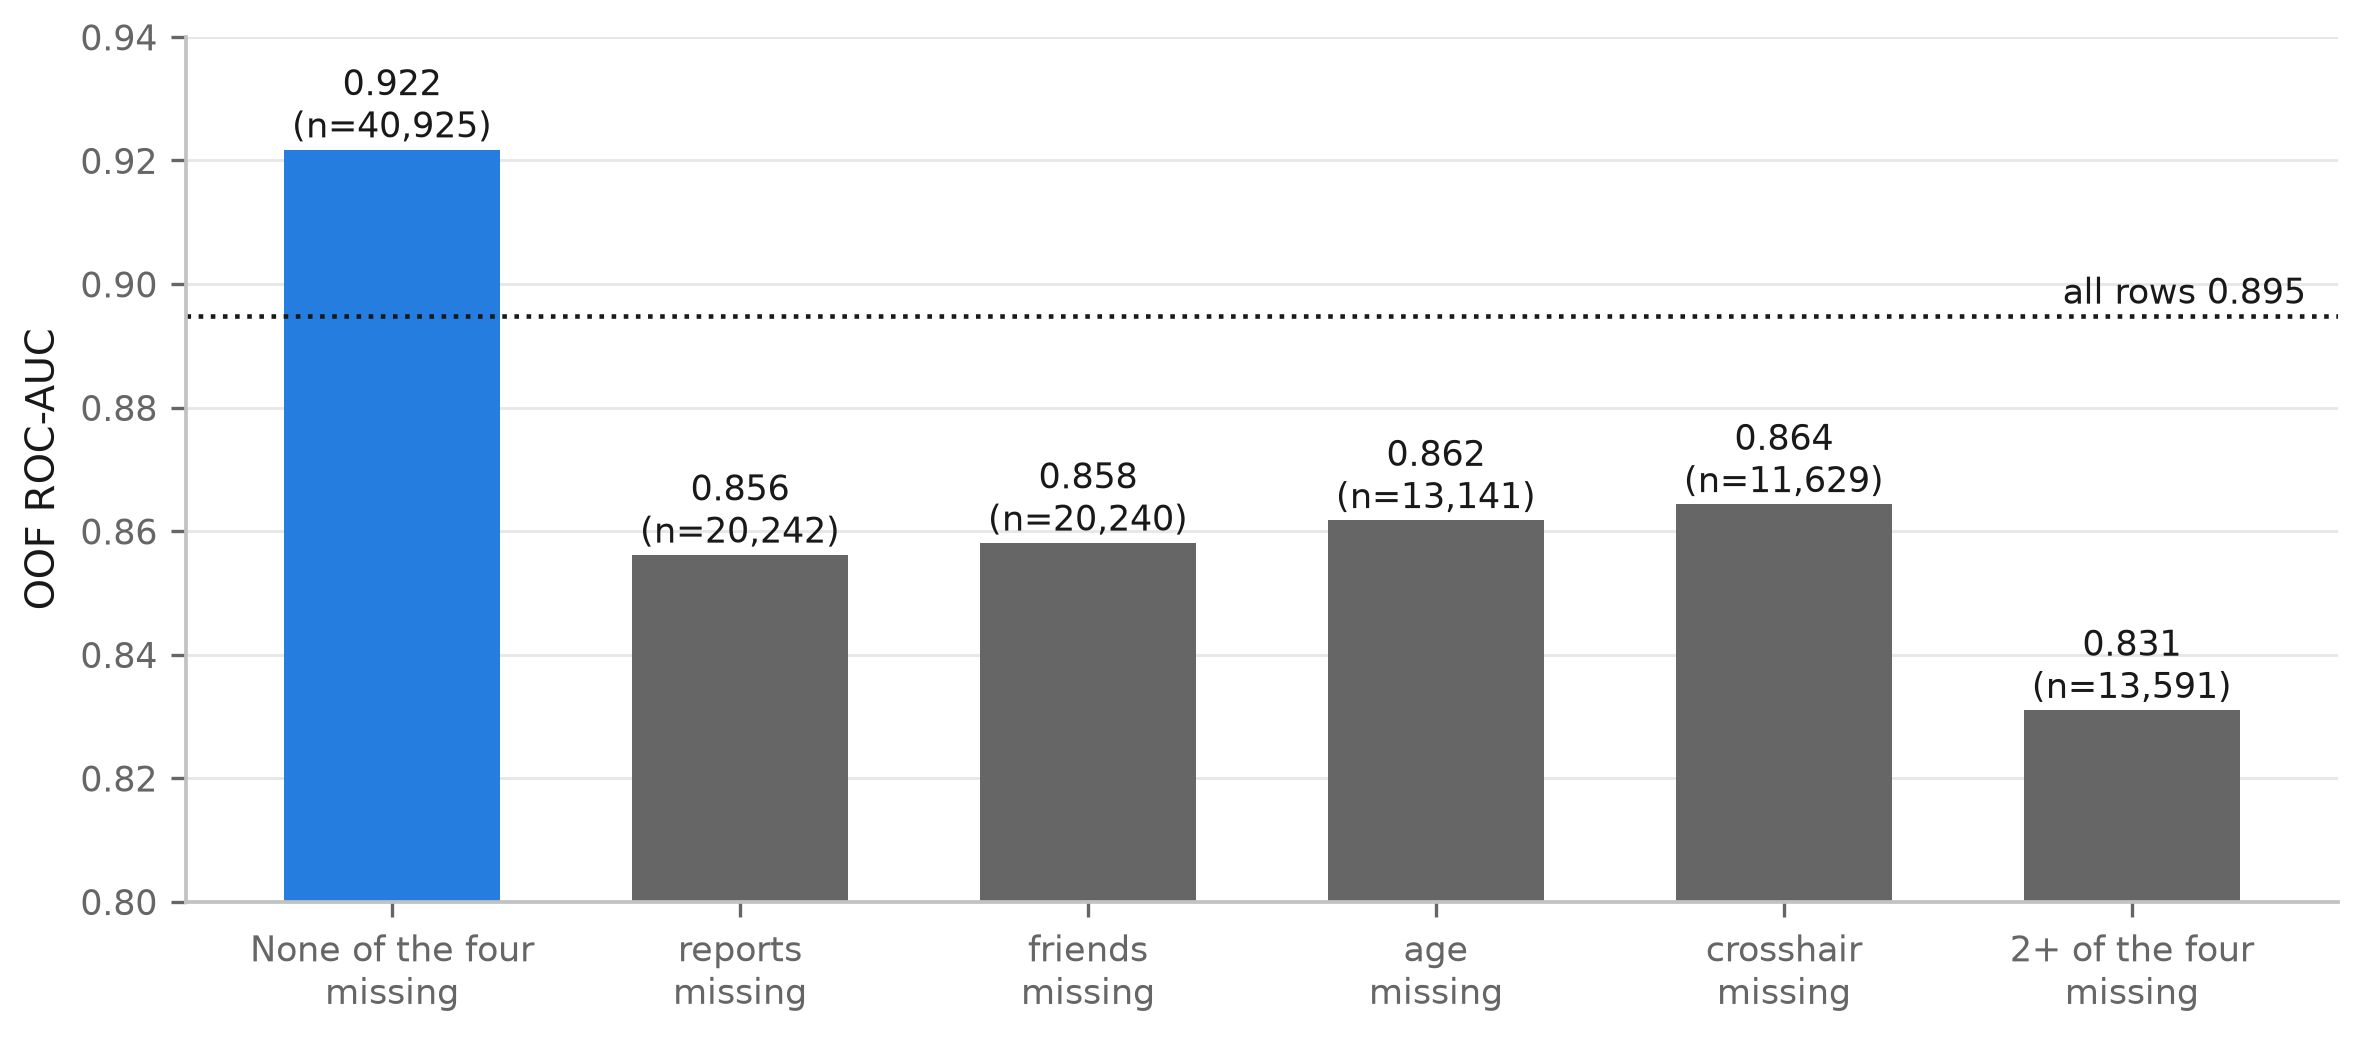 OOF ROC-AUC
0.94
0.92
0.90
0.88
0.86
0.84
0.82
0.80
0.922
(n=40,925)
0.856
(n=20,242)
0.858
(n=20,240)
0.862
(n=13,141)
0.864
(n=11,629)
0.831
(n=13,591)
all rows 0.895
None of the four
missing
reports
missing
friends
missing
age
missing
crosshair
missing
2+ of the four
missing